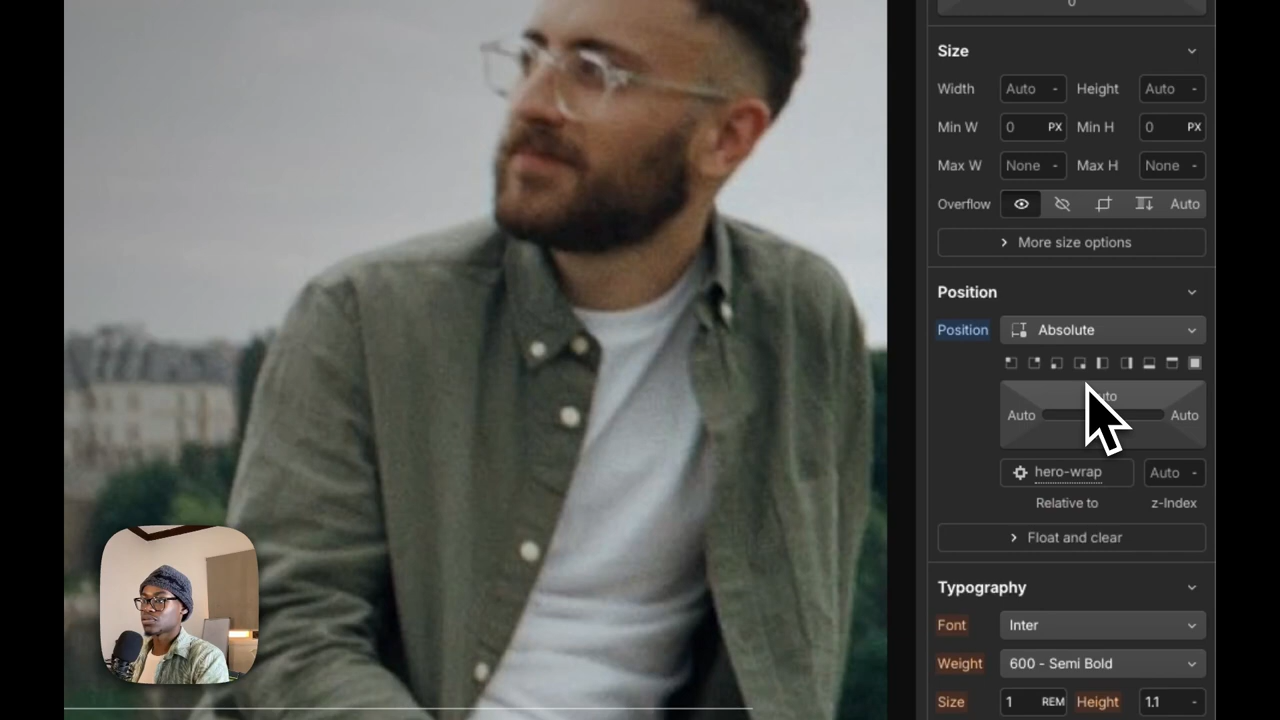 0
Size
Width Auto - Height Auto -
Min W 0 PX Min H 0 PX
Max W None - Max H None -
Overflow Auto
More size options
Position
Position Absolute
Auto Auto
hero-wrap Auto -
Relative to z-Index
Float and clear
Typography
Font Inter
Weight 600 - Semi Bold
Size 1 REM Height 1.1 -